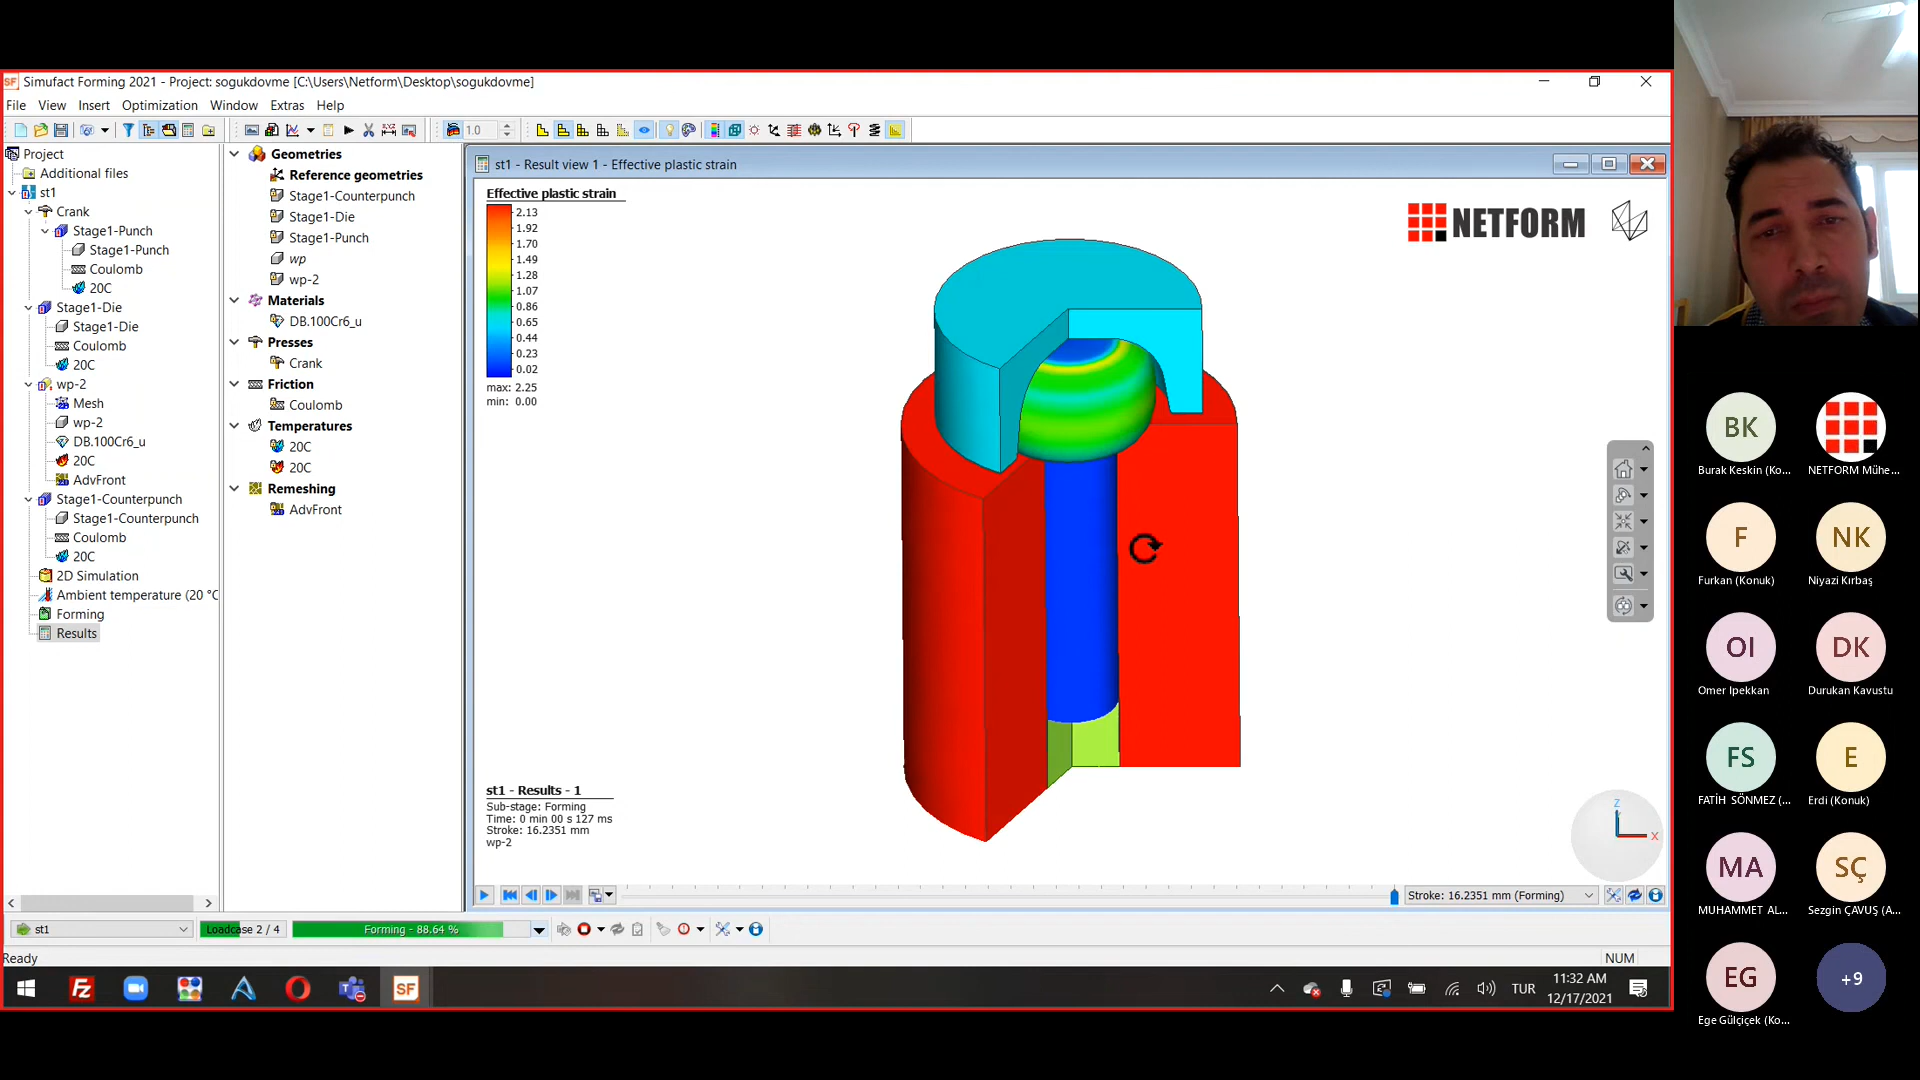 Simufact Forming 2021 - Project: sogukdovme [C:\Users\Netform\Desktop\sogukdovme]
File View Insert Optimization Window Extras Help
1.0
Project
Additional files
st1
Crank
Stage1-Punch
Stage1-Punch
Coulomb
20C
Stage1-Die
Stage1-Die
Coulomb
20C
wp-2
Mesh
wp-2
DB.100Cr6_u
20C
AdvFront
Stage1-Counterpunch
Stage1-Counterpunch
Coulomb
20C
2D Simulation
Ambient temperature (20 °C
Forming
Results
Geometries
Reference geometries
Stage1-Counterpunch
Stage1-Die
Stage1-Punch
wp
wp-2
Materials
DB.100Cr6_u
Presses
Crank
Friction
Coulomb
Temperatures
20C
20C
Remeshing
AdvFront
st1 - Result view 1 - Effective plastic strain
Effective plastic strain
2.13
1.92
1.70
1.49
1.28
1.07
0.86
0.65
0.44
0.23
0.02
max: 2.25
min: 0.00
NETFORM
st1 - Results - 1
Sub-stage: Forming
Time: 0 min 00 s 127 ms
Stroke: 16.2351 mm
wp-2
Z
X
Stroke: 16.2351 mm (Forming)
st1
Loadcase 2 / 4
Forming - 88.64 %
Ready
NUM
SF
TUR
11:32 AM
12/17/2021
BK
Burak Keskin (Ko...
NETFORM Mühe...
F
Furkan (Konuk)
NK
Niyazi Kırbaş
OI
Omer Ipekkan
DK
Durukan Kavustu
FS
FATİH SÖNMEZ (...
E
Erdi (Konuk)
MA
MUHAMMET AL...
SÇ
Sezgin ÇAVUŞ (A...
EG
Ege Gülçiçek (Ko...
+9